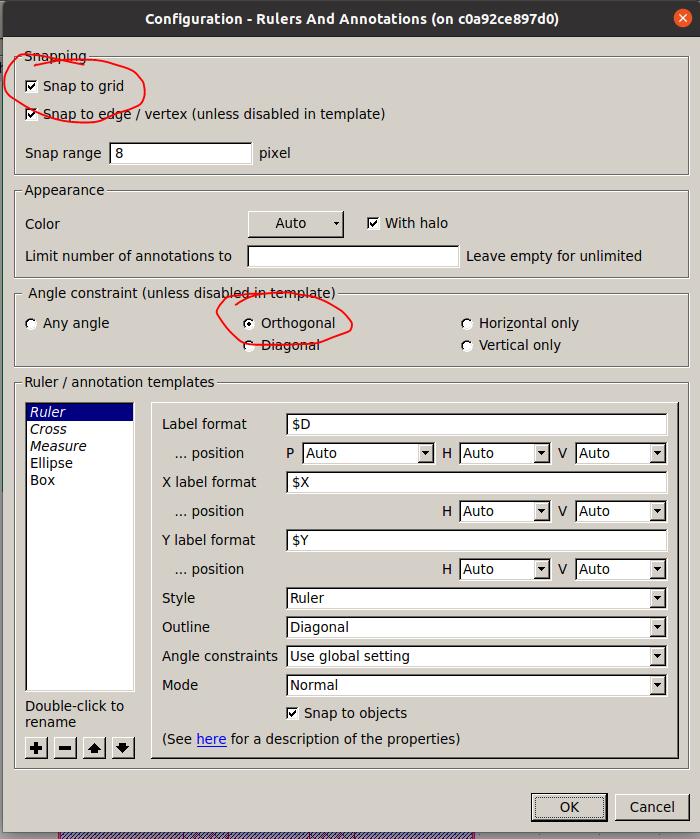 Configuration - Rulers And Annotations (on c0a92ce897d0)
Snapping
Snap to grid
Snap to edge / vertex (unless disabled in template)
Snap range 8 pixel
Appearance
Color Auto With halo
Limit number of annotations to Leave empty for unlimited
Angle constraint (unless disabled in template)
Any angle Orthogonal Horizontal only
Diagonal Vertical only
Ruler / annotation templates
Ruler
Cross
Measure
Ellipse
Box
Double-click to
rename
Label format $D
... position P Auto H Auto V Auto
X label format $X
... position H Auto V Auto
Y label format $Y
... position H Auto V Auto
Style Ruler
Outline Diagonal
Angle constraints Use global setting
Mode Normal
Snap to objects
(See here for a description of the properties)
OK Cancel